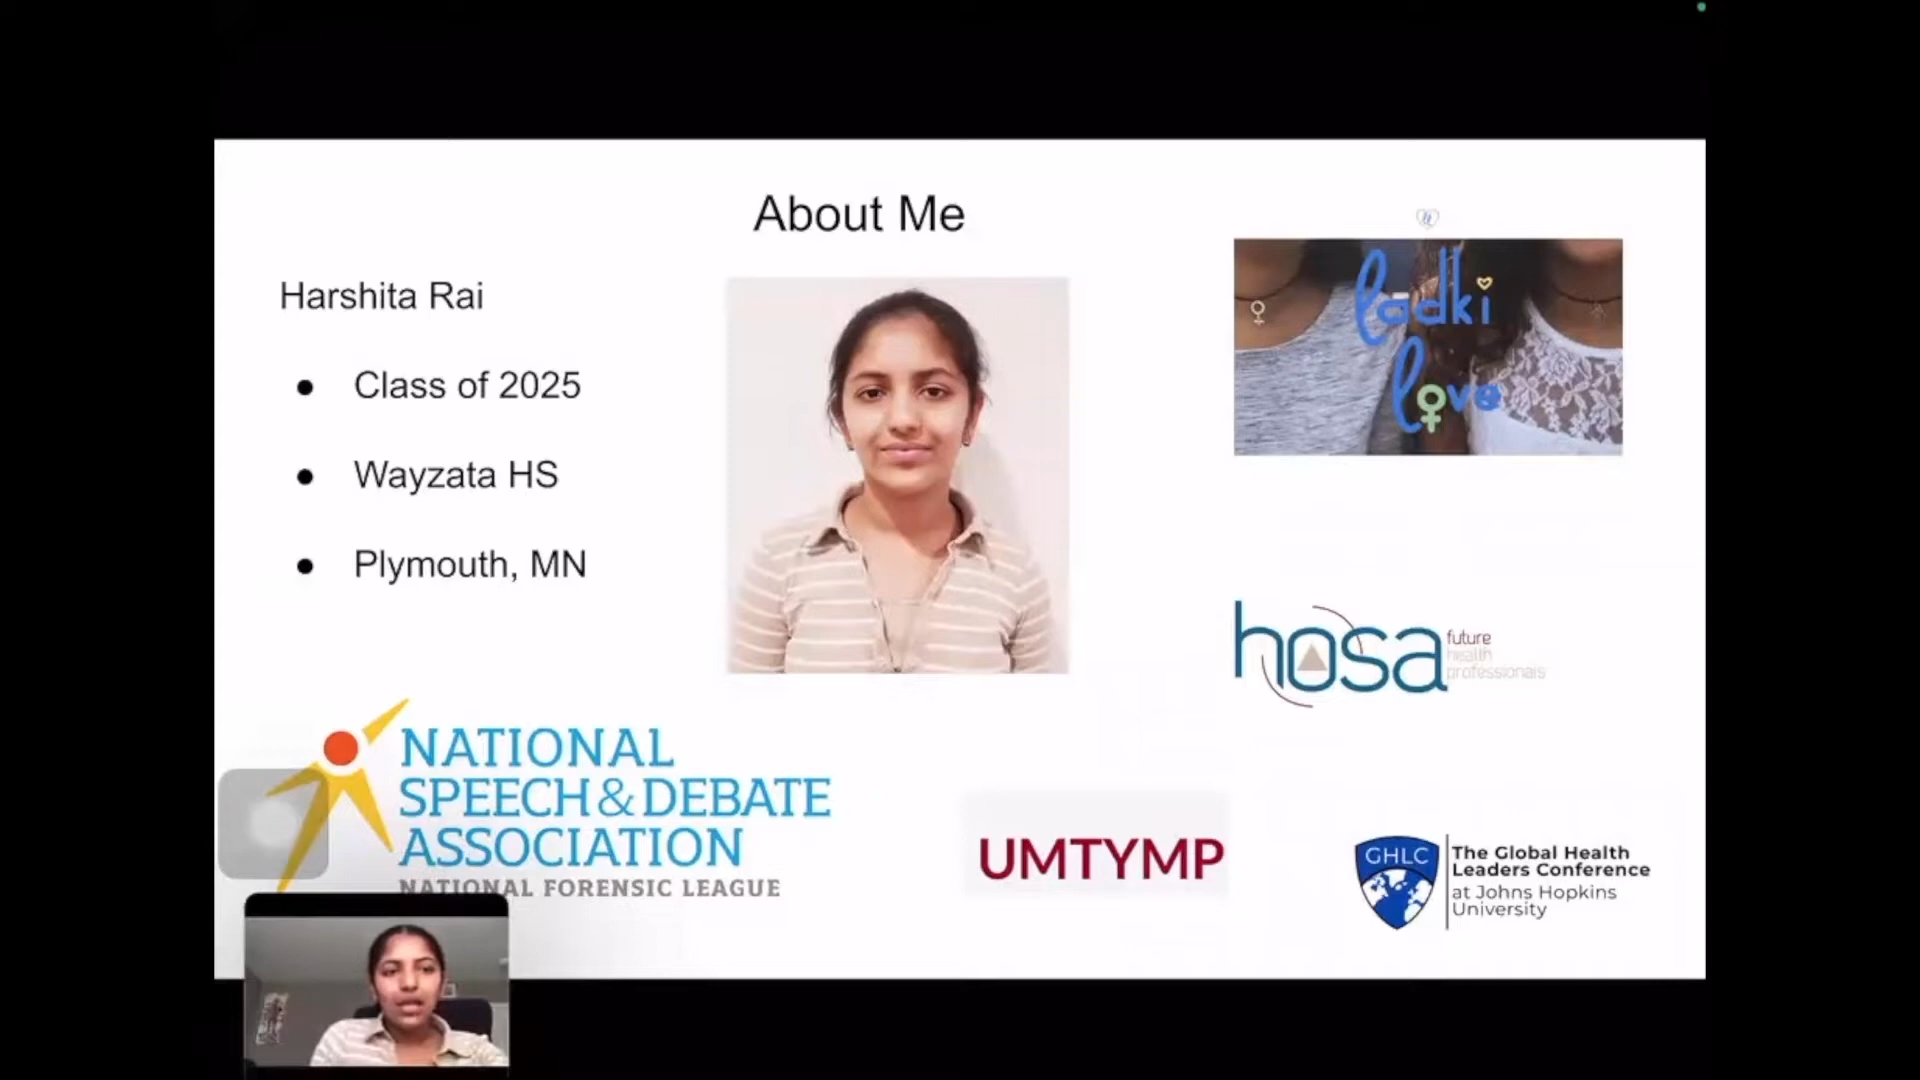 About Me
Harshita Rai
● Class of 2025
● Wayzata HS
● Plymouth, MN
ladki
love
hosa
future
health
professionals
NATIONAL
SPEECH & DEBATE
ASSOCIATION
NATIONAL FORENSIC LEAGUE
UMTYMP
GHLC
The Global Health
Leaders Conference
at Johns Hopkins
University